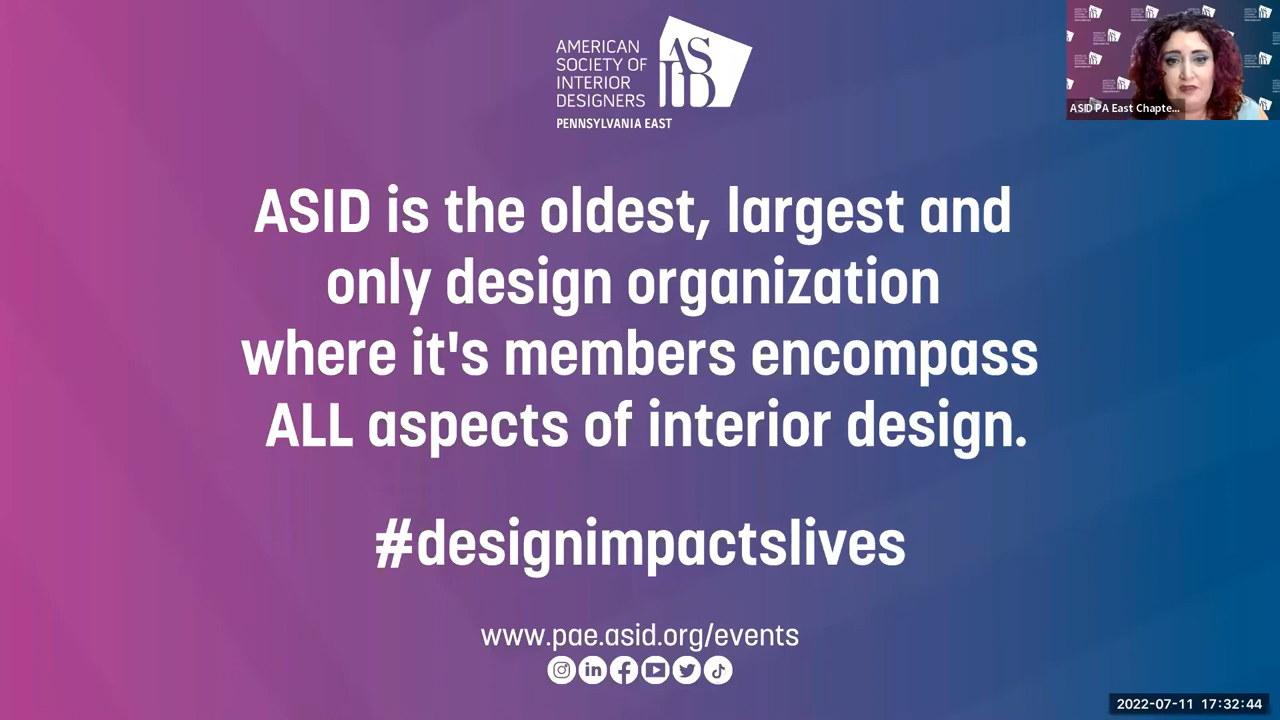 AMERICAN
SOCIETY OF
INTERIOR
DESIGNERS
ASID
PENNSYLVANIA EAST
ASID PA East Chapte...
ASID is the oldest, largest and
only design organization
where it's members encompass
ALL aspects of interior design.
#designimpactslives
www.pae.asid.org/events
2022-07-11 17:32:44